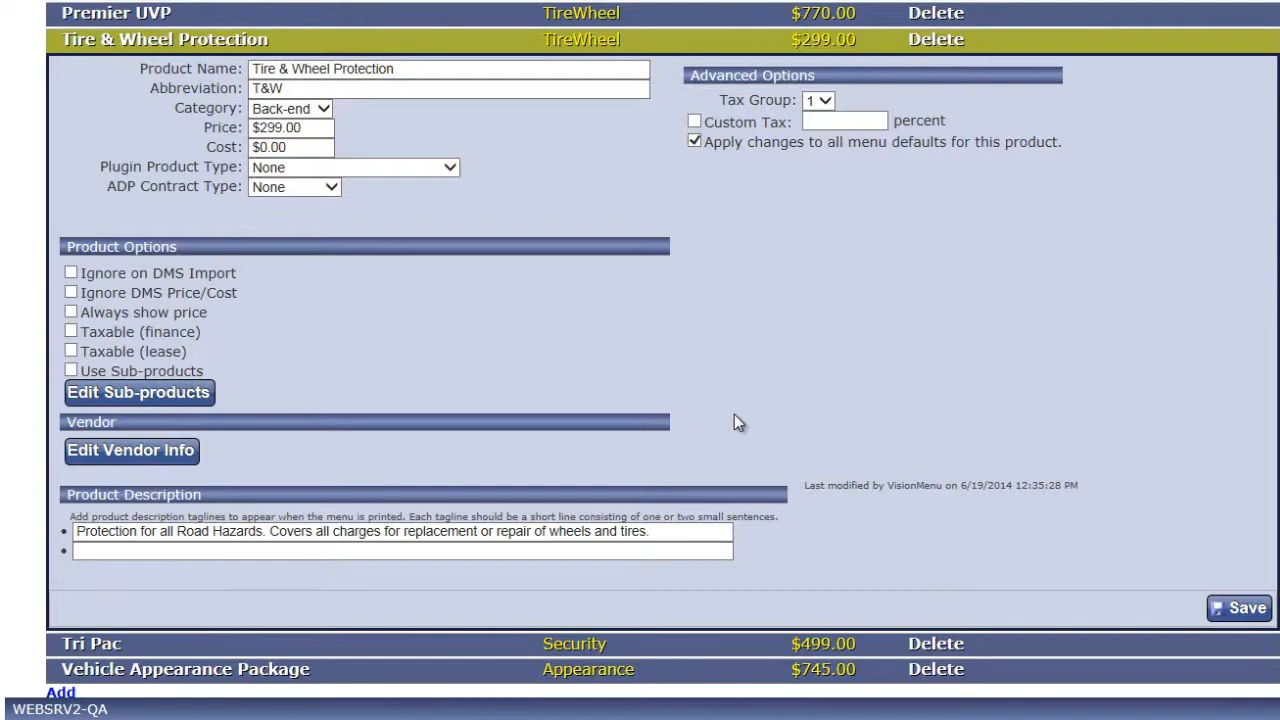 Premier UVP TireWheel $770.00 Delete
Tire & Wheel Protection TireWheel $299.00 Delete
Product Name: Tire & Wheel Protection
Abbreviation: T&W
Category: Back-end
Price: $299.00
Cost: $0.00
Plugin Product Type: None
ADP Contract Type: None
Advanced Options
Tax Group: 1
Custom Tax: percent
Apply changes to all menu defaults for this product.
Product Options
Ignore on DMS Import
Ignore DMS Price/Cost
Always show price
Taxable (finance)
Taxable (lease)
Use Sub-products
Edit Sub-products
Vendor
Edit Vendor Info
Last modified by VisionMenu on 6/19/2014 12:35:28 PM
Product Description
Add product description taglines to appear when the menu is printed. Each tagline should be a short line consisting of one or two small sentences.
• Protection for all Road Hazards. Covers all charges for replacement or repair of wheels and tires.
•
Save
Tri Pac Security $499.00 Delete
Vehicle Appearance Package Appearance $745.00 Delete
Add
WEBSRV2-QA